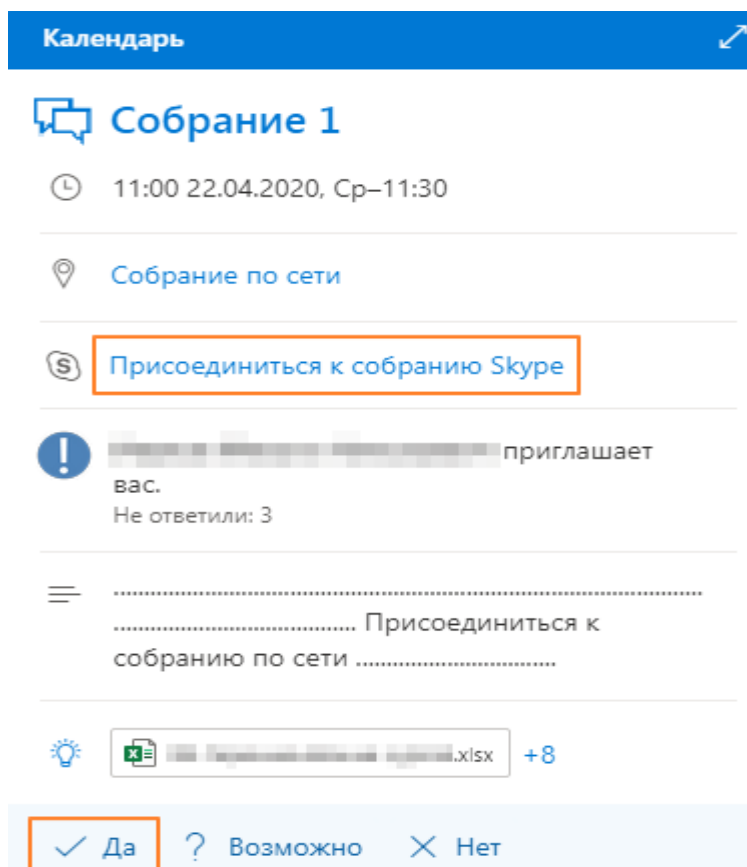 Календарь
Собрание 1
11:00 22.04.2020, Ср–11:30
Собрание по сети
Присоединиться к собранию Skype
приглашает
вас.
Не ответили: 3
................................................................................................
....................................... Присоединиться к
собранию по сети .................................
.xlsx +8
Да ? Возможно Нет